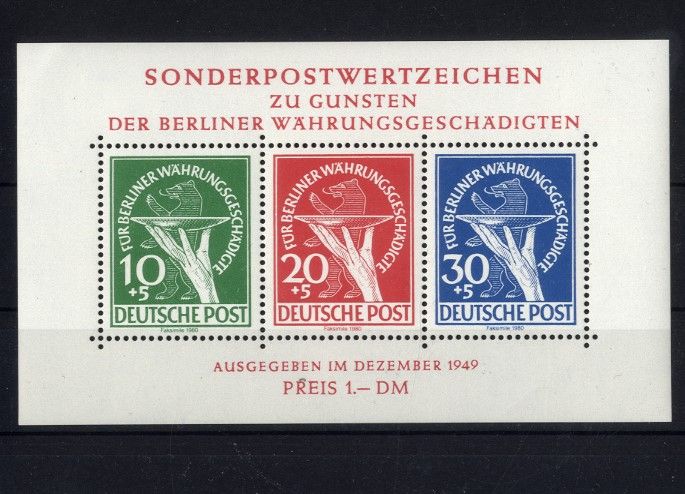 SONDERPOSTWERTZEICHEN
ZU GUNSTEN
DER BERLINER WÄHRUNGSGESCHÄDIGTEN
FÜR BERLINER WÄHRUNGSGESCHÄDIGTE
10
+5
DEUTSCHE POST
Faksimile 1980
FÜR BERLINER WÄHRUNGSGESCHÄDIGTE
20
+5
DEUTSCHE POST
Faksimile 1980
FÜR BERLINER WÄHRUNGSGESCHÄDIGTE
30
+5
DEUTSCHE POST
Faksimile 1980
AUSGEGEBEN IM DEZEMBER 1949
PREIS 1.– DM